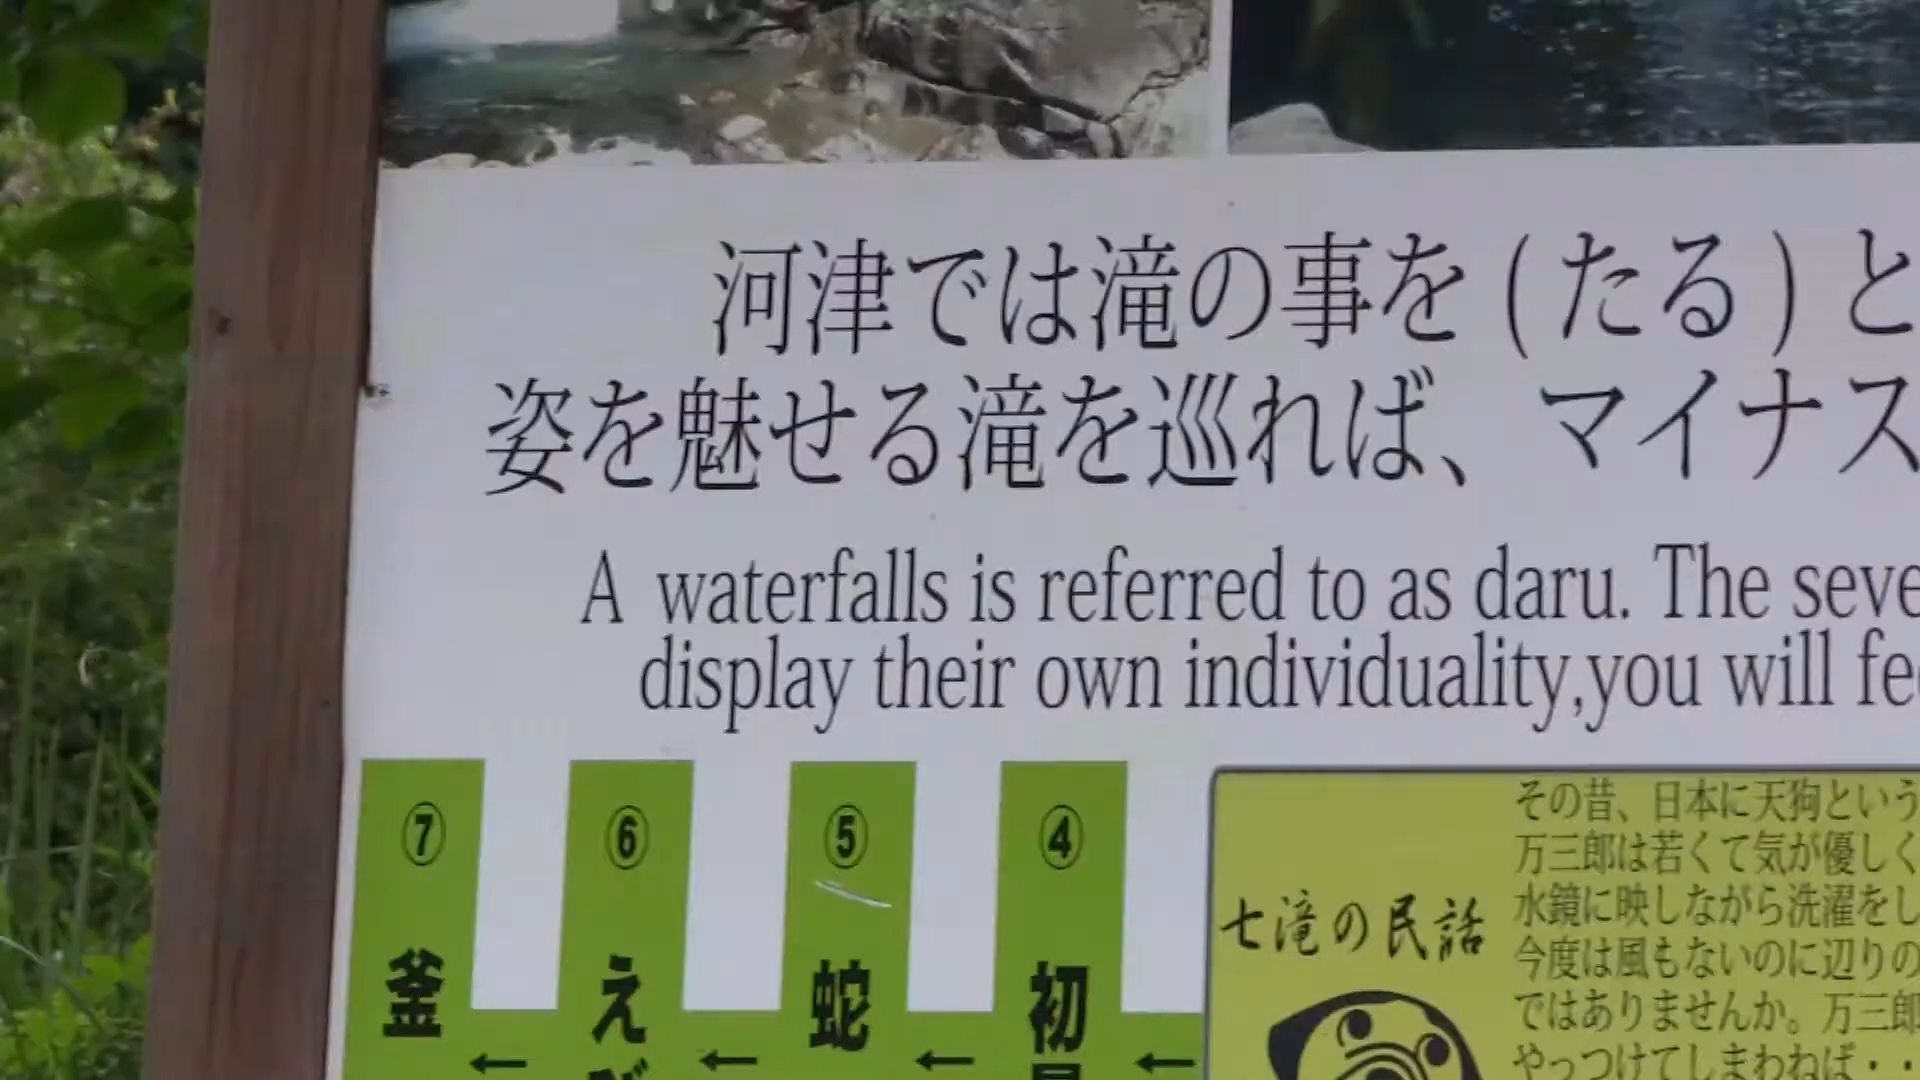 河津では滝の事を(たる)と
姿を魅せる滝を巡れば、マイナス
A waterfalls is referred to as daru. The seve
display their own individuality,you will fe
⑦
釜
⑥
え
⑤
蛇
④
初
←
←
←
←
七滝の民話
その昔、日本に天狗という
万三郎は若くて気が優しく
水鏡に映しながら洗濯をし
今度は風もないのに辺りの
ではありませんか。万三郎
やっつけてしまわねば・・